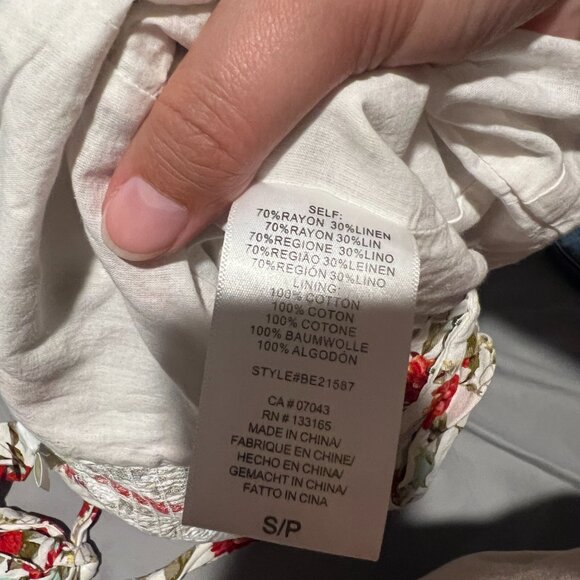 SELF:
70%RAYON 30%LINEN
70%RAYON 30%LIN
70%REGIONE 30%LINO
70%REGIÃO 30%LEINEN
70%REGIÓN 30%LINO
LINING:
100% COTTON
100% COTON
100% COTONE
100% BAUMWOLLE
100% ALGODÓN
STYLE#BE21587
CA # 07043
RN # 133165
MADE IN CHINA/
FABRIQUE EN CHINE/
HECHO EN CHINA/
GEMACHT IN CHINA/
FATTO IN CINA
S/P